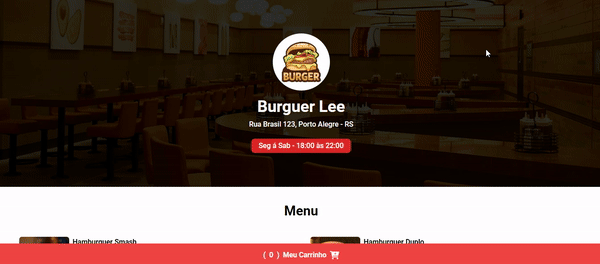 BURGER
Burguer Lee
Rua Brasil 123, Porto Alegre - RS
Seg á Sab - 18:00 às 22:00
Menu
Hamburguer Smash
Hamburguer Duplo
( 0 ) Meu Carrinho